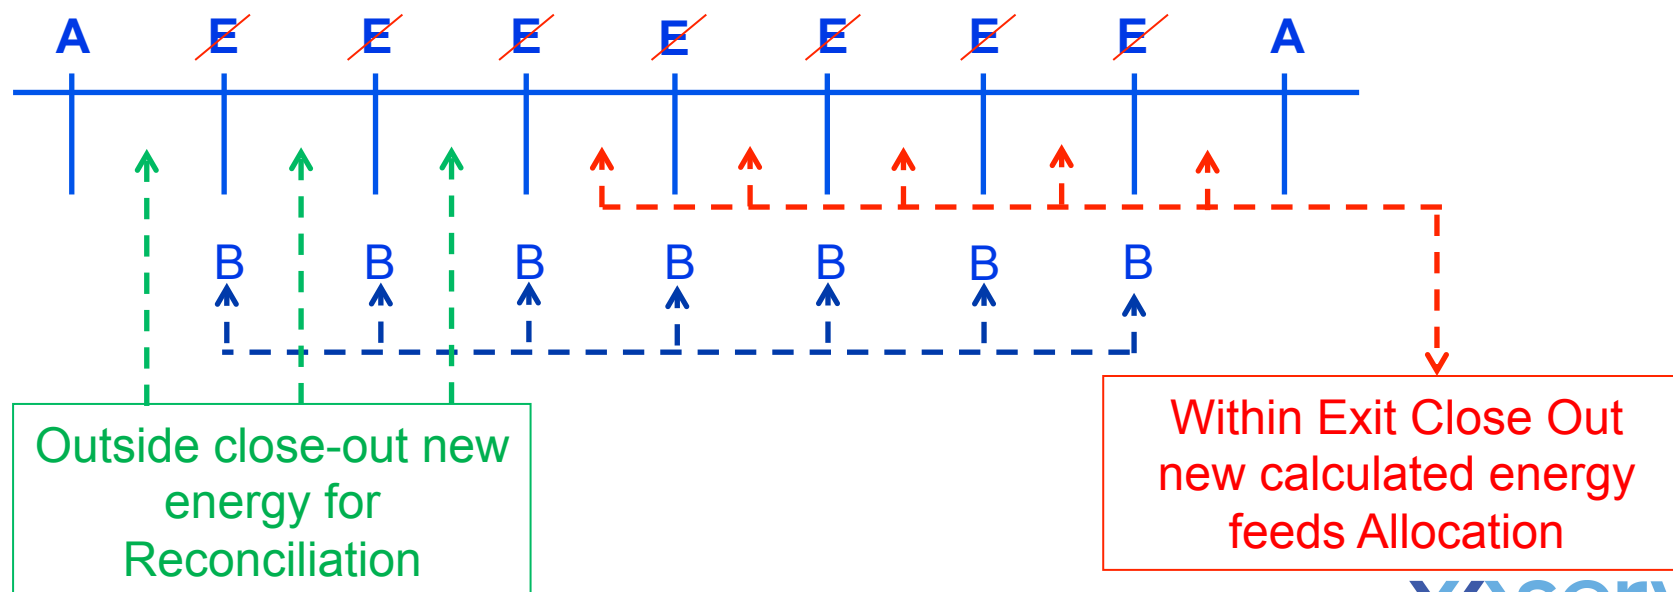 A E E E E E E E A
B B B B B B B
Outside close-out new
energy for
Reconciliation
Within Exit Close Out
new calculated energy
feeds Allocation